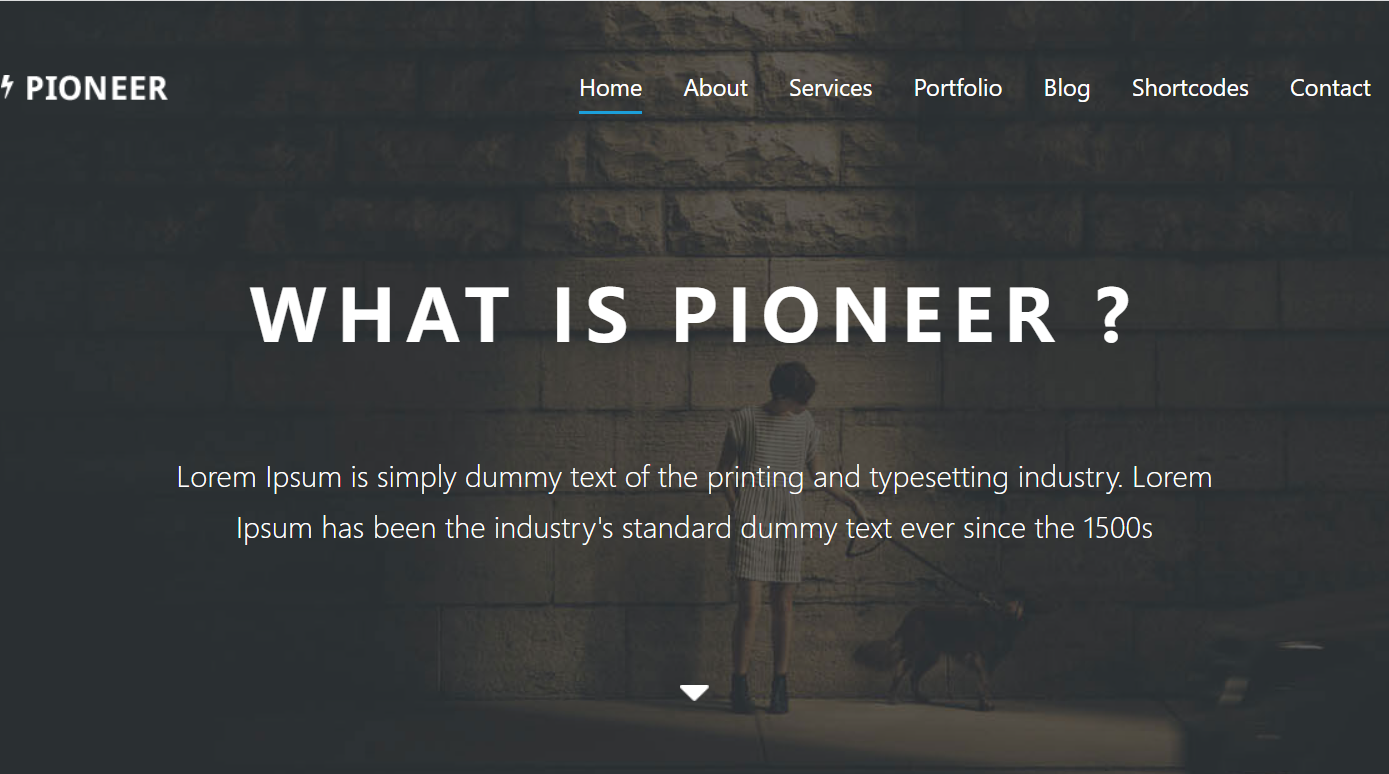 PIONEER
Home About Services Portfolio Blog Shortcodes Contact
WHAT IS PIONEER ?
Lorem Ipsum is simply dummy text of the printing and typesetting industry. Lorem
Ipsum has been the industry's standard dummy text ever since the 1500s